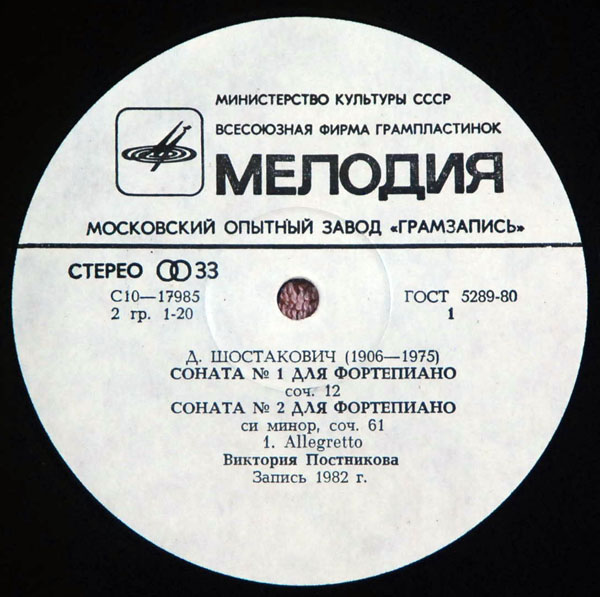 МИНИСТЕРСТВО КУЛЬТУРЫ СССР
ВСЕСОЮЗНАЯ ФИРМА ГРАМПЛАСТИНОК
МЕЛОДИЯ
МОСКОВСКИЙ ОПЫТНЫЙ ЗАВОД «ГРАМЗАПИСЬ»
СТЕРЕО 33
С10—17985 ГОСТ 5289-80
2 гр. 1-20 1
Д. ШОСТАКОВИЧ (1906—1975)
СОНАТА № 1 ДЛЯ ФОРТЕПИАНО
соч. 12
СОНАТА № 2 ДЛЯ ФОРТЕПИАНО
си минор, соч. 61
1. Allegretto
Виктория Постникова
Запись 1982 г.